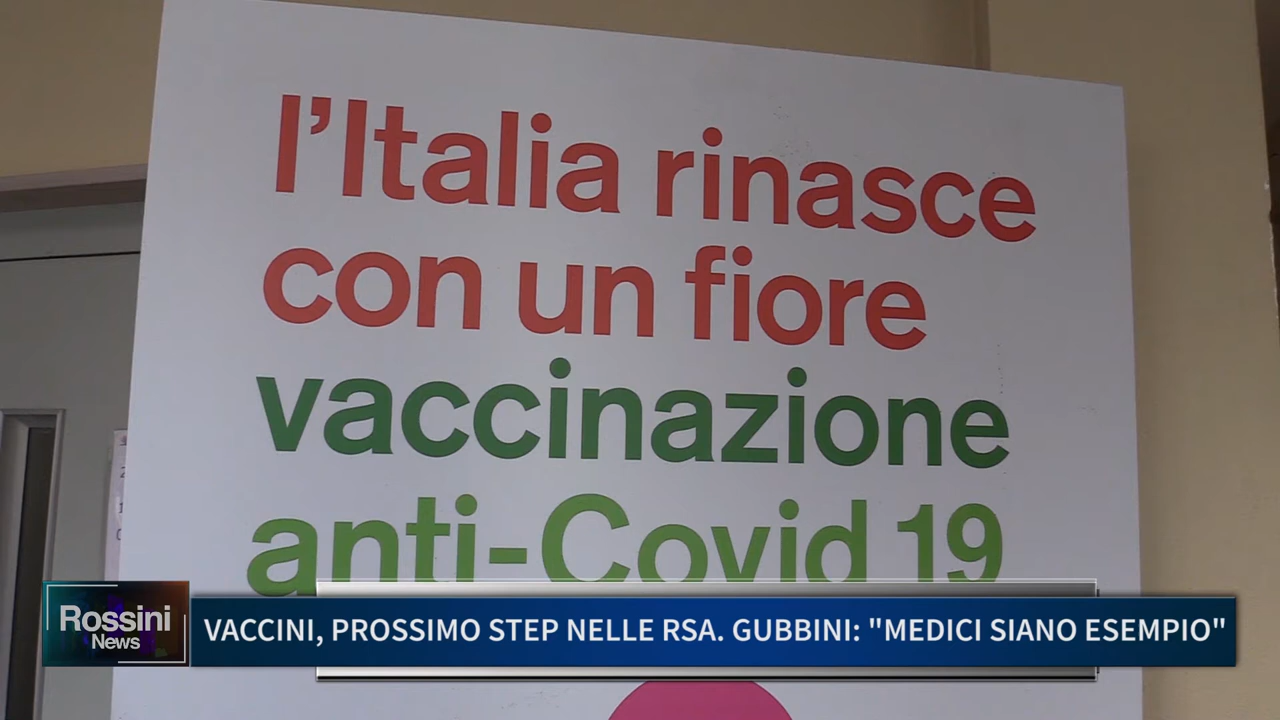 l'Italia rinasce
con un fiore
vaccinazione
anti-Covid 19
Rossini
News
VACCINI, PROSSIMO STEP NELLE RSA. GUBBINI: "MEDICI SIANO ESEMPIO"